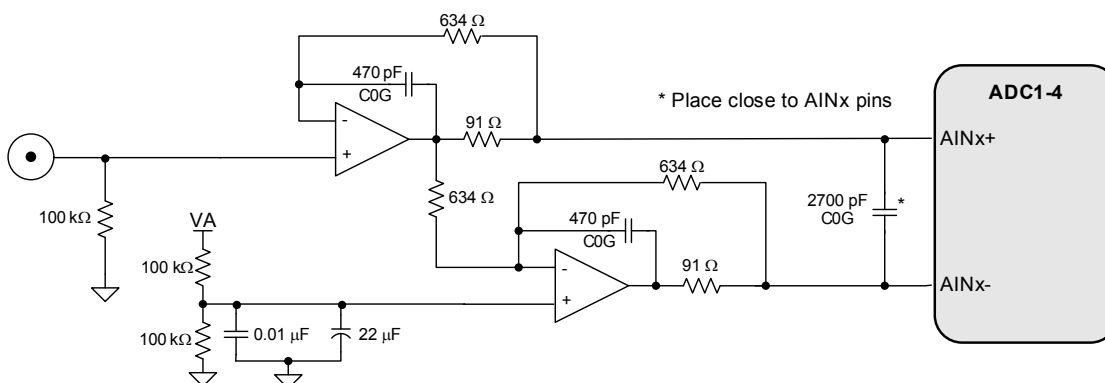 634 Ω
470 pF
C0G
* Place close to AINx pins
ADC1-4
-
+
91 Ω
AINx+
634 Ω
634 Ω
100 kΩ
VA
470 pF
C0G
2700 pF
C0G
*
100 kΩ
-
+
91 Ω
AINx-
100 kΩ
0.01 µF
22 µF